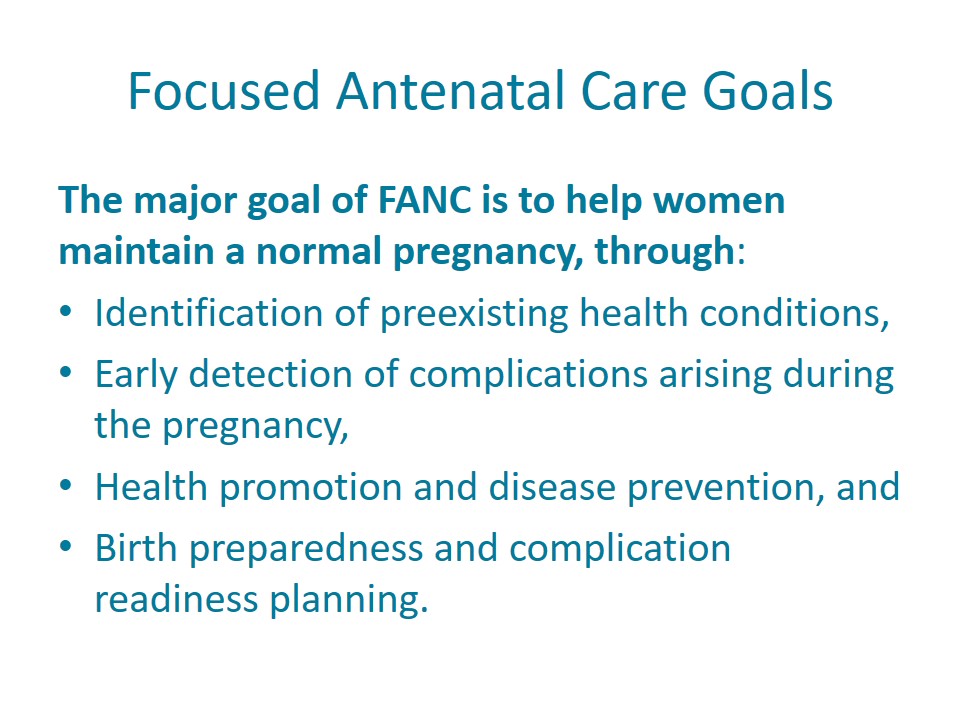 Focused Antenatal Care Goals
The major goal of FANC is to help women
maintain a normal pregnancy, through:
• Identification of preexisting health conditions,
• Early detection of complications arising during
the pregnancy,
• Health promotion and disease prevention, and
• Birth preparedness and complication
readiness planning.